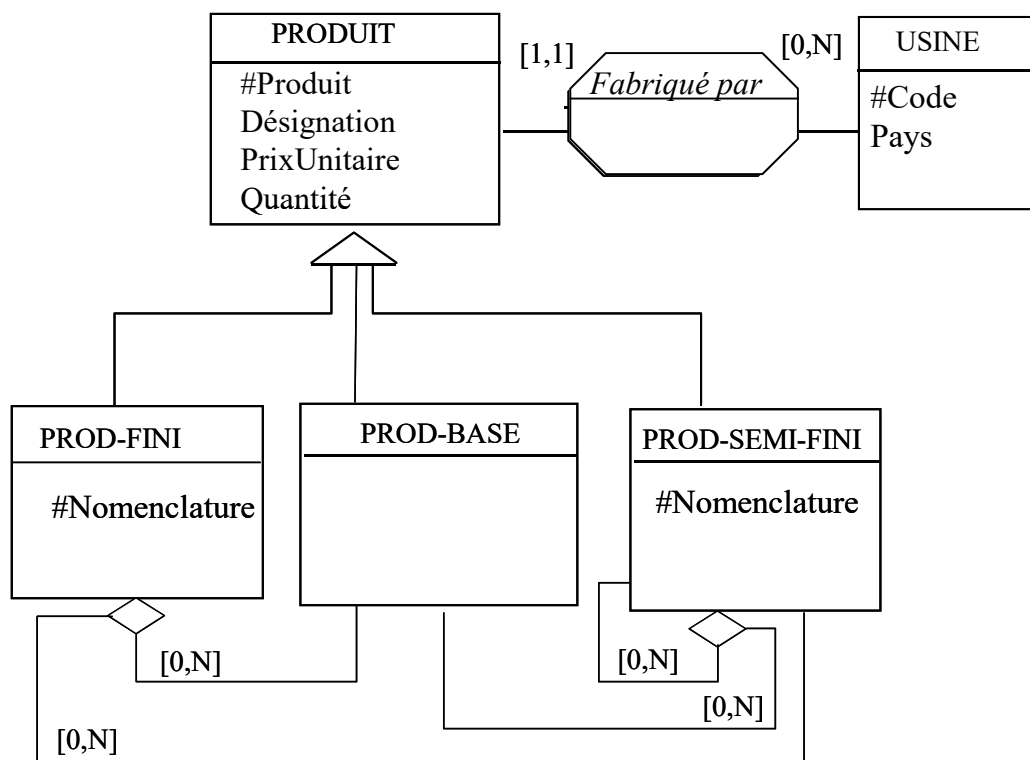 PRODUIT
#Produit
Désignation
PrixUnitaire
Quantité
[1,1]
Fabriqué par
[0,N]
USINE
#Code
Pays
PROD-FINI
#Nomenclature
PROD-BASE
PROD-SEMI-FINI
#Nomenclature
[0,N]
[0,N]
[0,N]
[0,N]